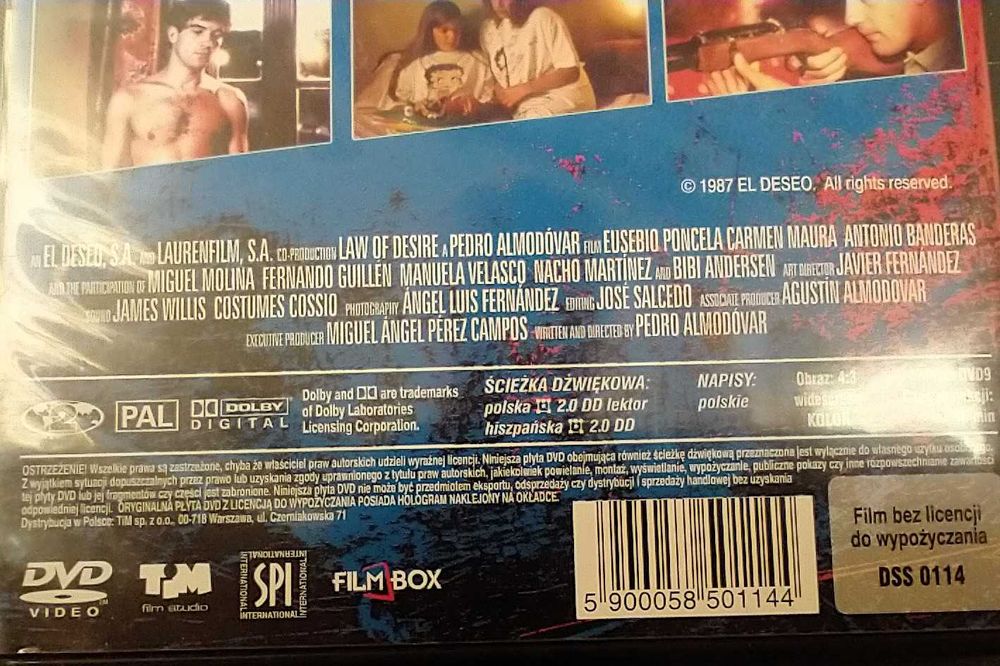 © 1987 EL DESEO. All rights reserved.
AN EL DESEO, S.A. AND LAURENFILM, S.A. CO-PRODUCTION LAW OF DESIRE A PEDRO ALMODÓVAR FILM EUSEBIO PONCELA CARMEN MAURA ANTONIO BANDERAS
AND THE PARTICIPATION OF MIGUEL MOLINA FERNANDO GUILLÉN MANUELA VELASCO NACHO MARTÍNEZ AND BIBI ANDERSEN ART DIRECTOR JAVIER FERNÁNDEZ
SOUND JAMES WILLIS COSTUMES COSSIO PHOTOGRAPHY ÁNGEL LUIS FERNÁNDEZ EDITING JOSÉ SALCEDO ASSOCIATE PRODUCER AGUSTÍN ALMODOVAR
EXECUTIVE PRODUCER MIGUEL ÁNGEL PÉREZ CAMPOS WRITTEN AND DIRECTED BY PEDRO ALMODÓVAR
2 PAL DOLBY DIGITAL
Dolby and DD are trademarks
of Dolby Laboratories
Licensing Corporation.
ŚCIEŻKA DŹWIĘKOWA:
polska 2.0 DD lektor
hiszpańska 2.0 DD
NAPISY:
polskie
Obraz: 4:3
DVD9
OSTRZEŻENIE! Wszelkie prawa są zastrzeżone, chyba że właściciel praw autorskich udzieli wyraźnej licencji. Niniejsza płyta DVD obejmująca również ścieżkę dźwiękową przeznaczona jest wyłącznie do własnego użytku
Z wyjątkiem sytuacji dopuszczalnych przez prawo lub uzyskania zgody uprawnionego z tytułu praw autorskich, jakiekolwiek powielanie, montaż, wyświetlanie, wypożyczanie, publiczne pokazy czy inne rozpowszechnianie
tej płyty DVD lub jej fragmentów czy części jest zabronione. Niniejsza płyta DVD nie może być przedmiotem eksportu, odsprzedaży czy dystrybucji i sprzedaży handlowej bez uzyskania
odpowiedniej licencji. ORYGINALNA PŁYTA DVD Z LICENCJĄ DO WYPOŻYCZANIA POSIADA HOLOGRAM NAKLEJONY NA OKŁADCE.
Dystrybucja w Polsce: TiM sp. z o.o. 00-718 Warszawa, ul. Czerniakowska 71
DVD VIDEO
TiM film studio
INTERNATIONAL
INTERNATIONAL SPI INTERNATIONAL
INTERNATIONAL
FILMBOX
5 900058 501144
Film bez licencji
do wypożyczania
DSS 0114